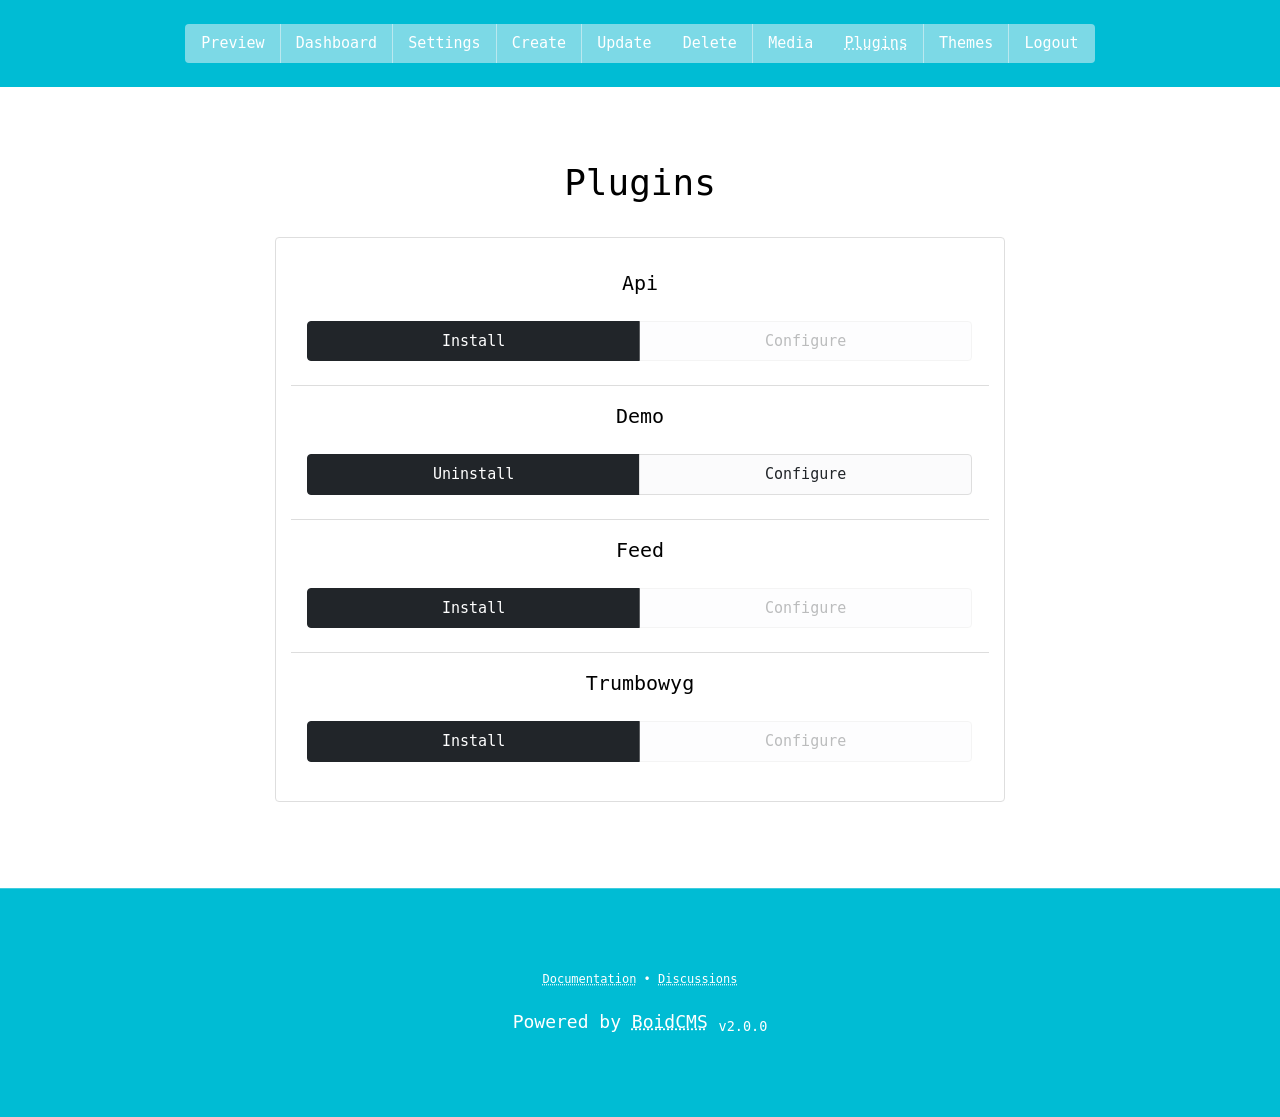 Preview Dashboard Settings Create Update Delete Media Plugins Themes Logout
Plugins
Api
Install Configure
Demo
Uninstall Configure
Feed
Install Configure
Trumbowyg
Install Configure
Documentation • Discussions
Powered by BoidCMS v2.0.0